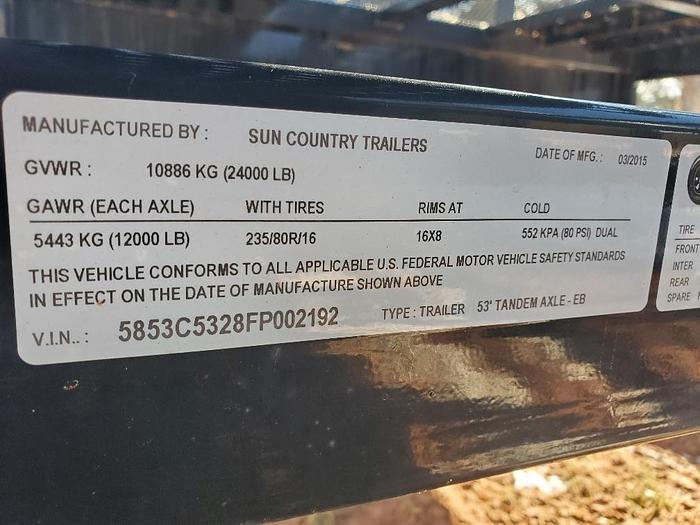 MANUFACTURED BY : SUN COUNTRY TRAILERS DATE OF MFG. : 03/2015
GVWR : 10886 KG (24000 LB)
GAWR (EACH AXLE) WITH TIRES RIMS AT COLD
5443 KG (12000 LB) 235/80R/16 16X8 552 KPA (80 PSI) DUAL
THIS VEHICLE CONFORMS TO ALL APPLICABLE U.S. FEDERAL MOTOR VEHICLE SAFETY STANDARDS
IN EFFECT ON THE DATE OF MANUFACTURE SHOWN ABOVE
V.I.N.. : 5853C5328FP002192 TYPE : TRAILER 53' TANDEM AXLE - EB
TIRE
FRONT
INTER
REAR
SPARE